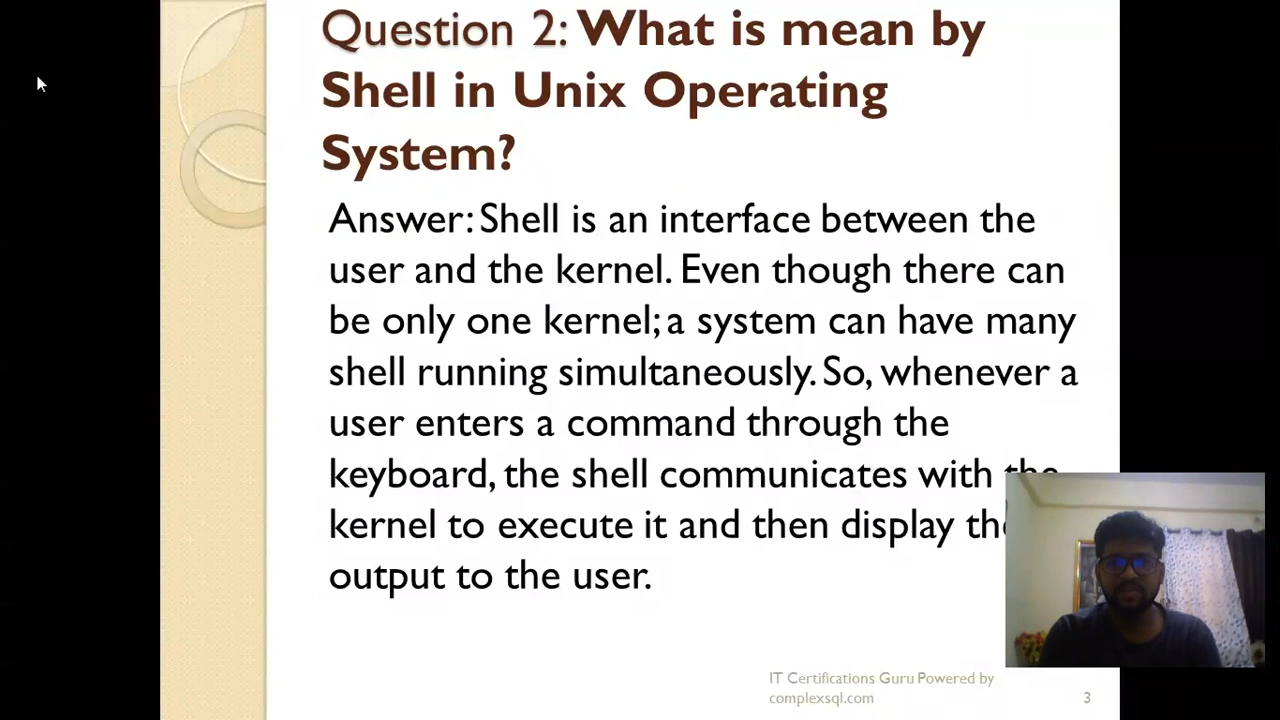 Question 2: What is mean by
Shell in Unix Operating
System?
Answer: Shell is an interface between the
user and the kernel. Even though there can
be only one kernel; a system can have many
shell running simultaneously. So, whenever a
user enters a command through the
keyboard, the shell communicates with the
kernel to execute it and then display the
output to the user.
IT Certifications Guru Powered by
complexsql.com
3